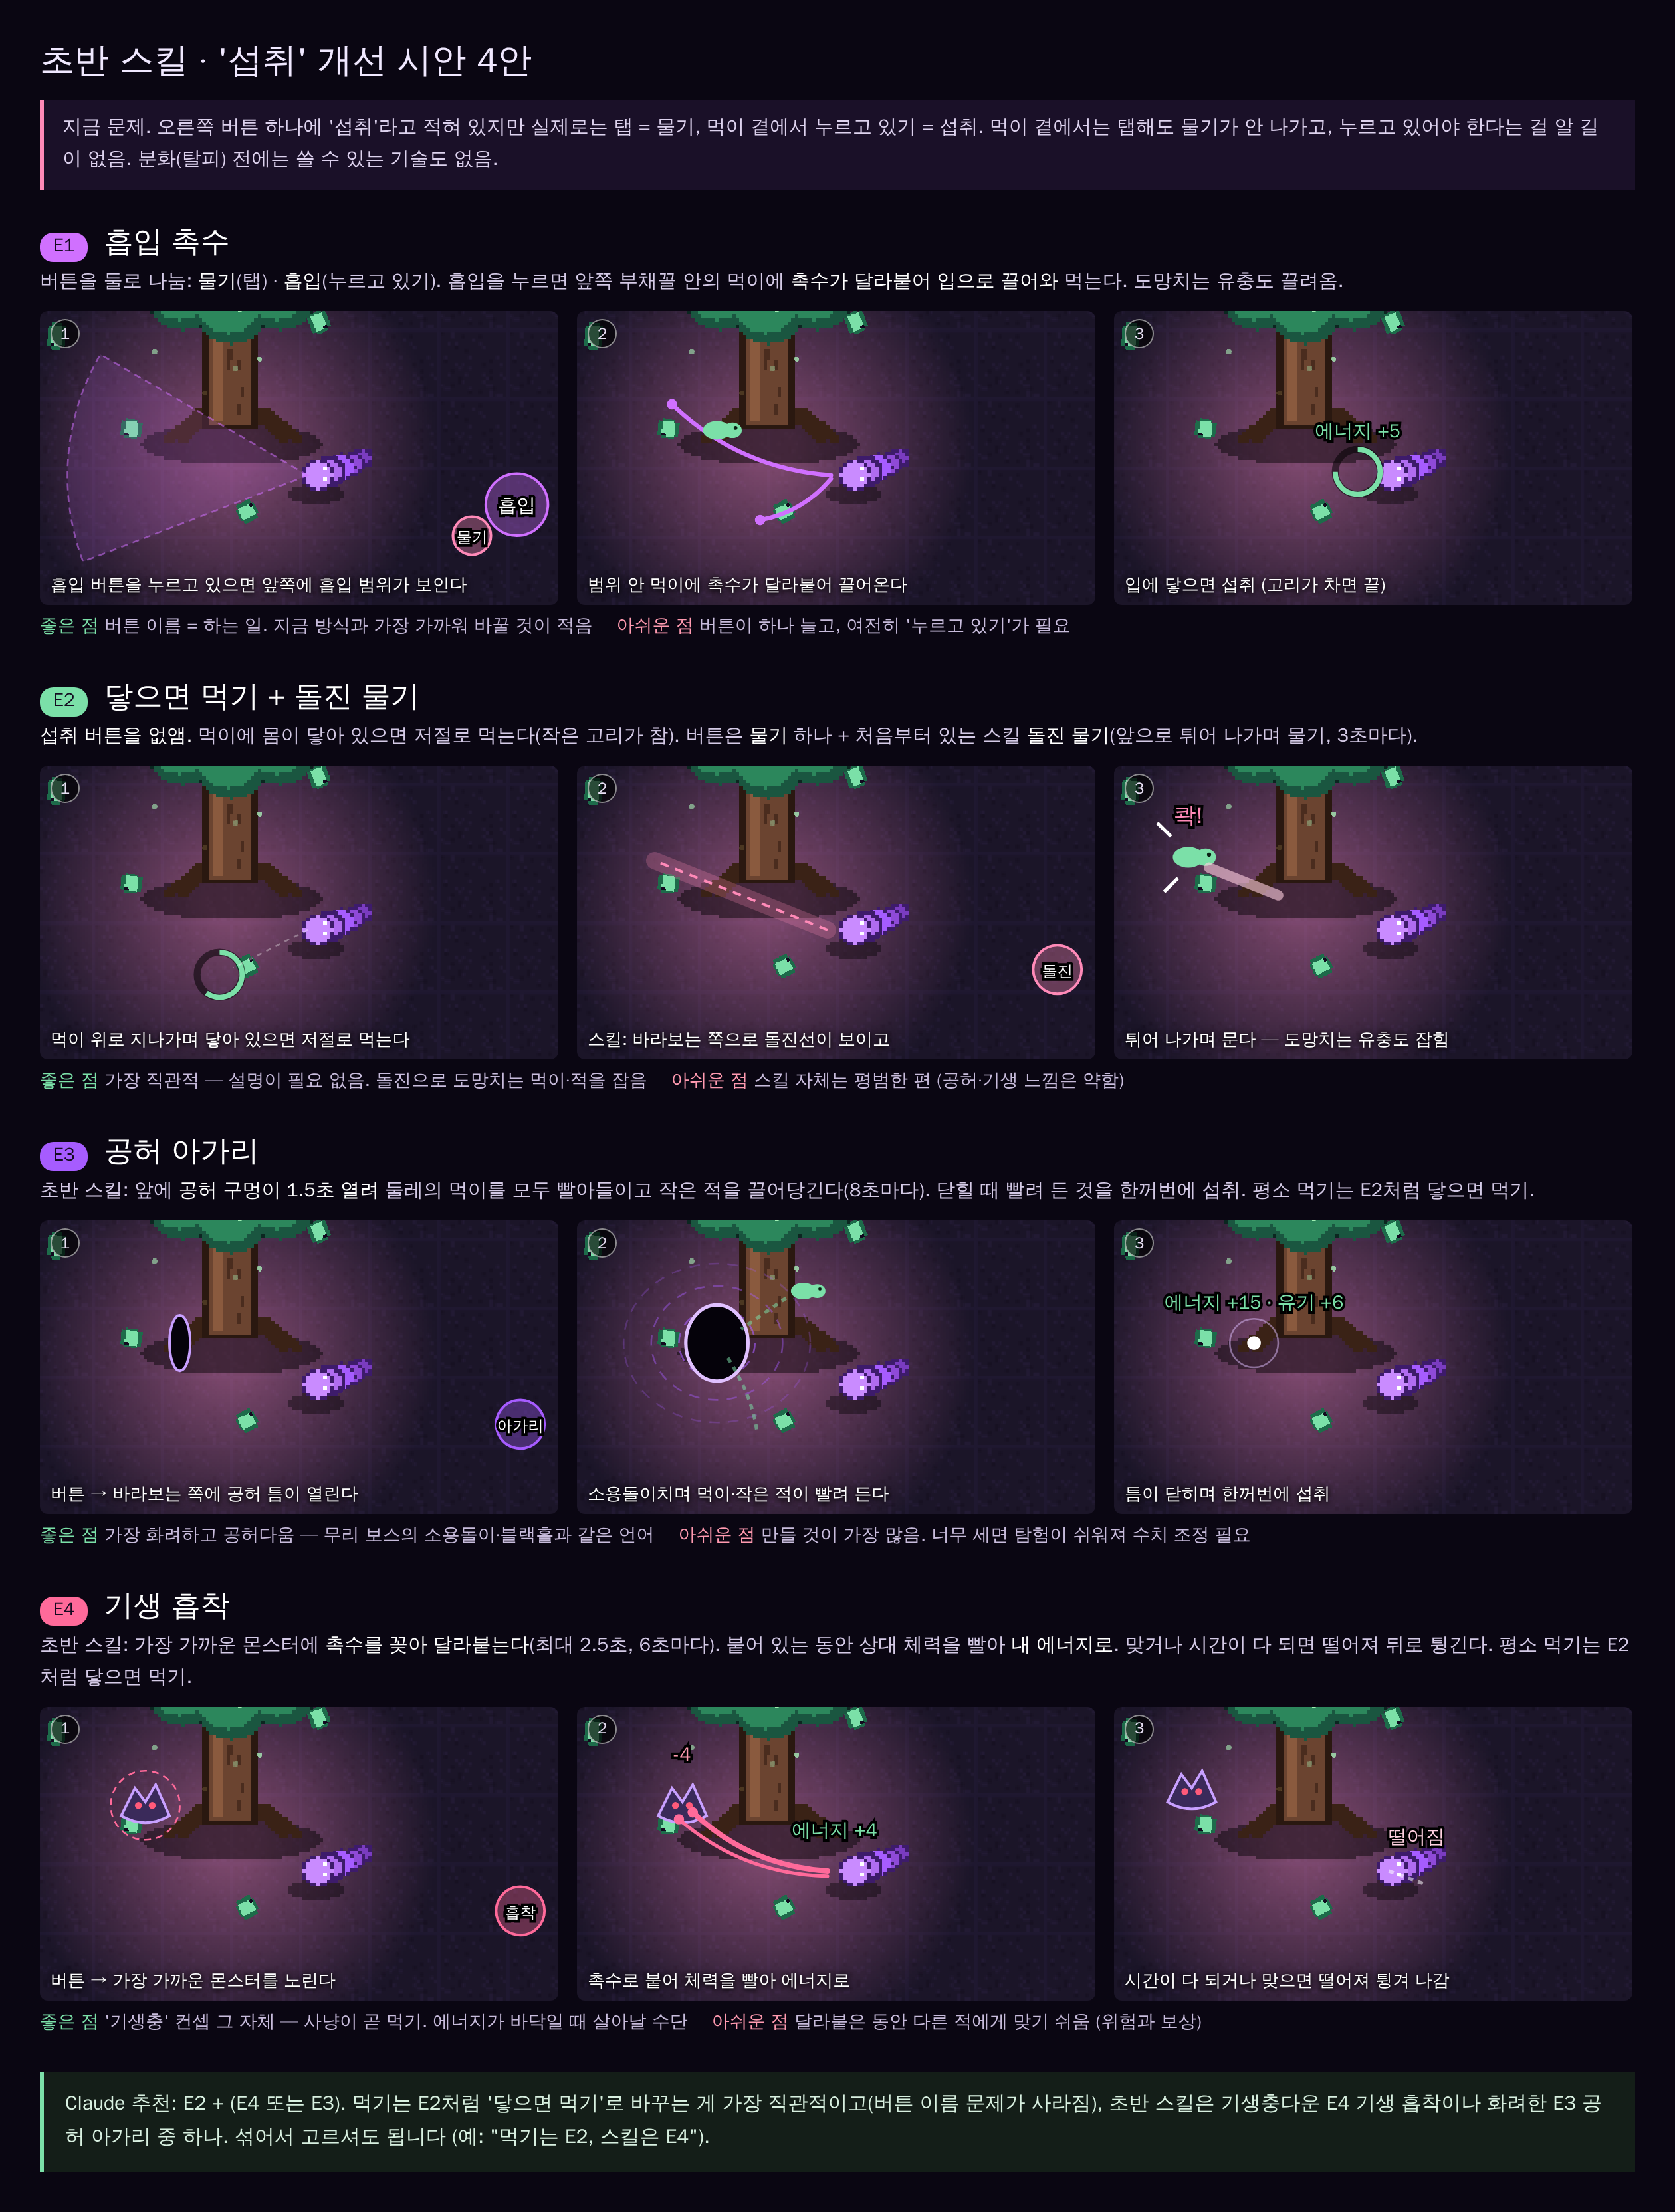 초반 스킬 · '섭취' 개선 시안 4안
지금 문제. 오른쪽 버튼 하나에 '섭취'라고 적혀 있지만 실제로는 탭 = 물기, 먹이 곁에서 누르고 있기 = 섭취. 먹이 곁에서는 탭해도 물기가 안 나가고, 누르고 있어야 한다는 걸 알 길
이 없음. 분화(탈피) 전에는 쓸 수 있는 기술도 없음.
E1 흡입 촉수
버튼을 둘로 나눔: 물기(탭) · 흡입(누르고 있기). 흡입을 누르면 앞쪽 부채꼴 안의 먹이에 촉수가 달라붙어 입으로 끌어와 먹는다. 도망치는 유충도 끌려옴.
1
흡입
물기
흡입 버튼을 누르고 있으면 앞쪽에 흡입 범위가 보인다
2
범위 안 먹이에 촉수가 달라붙어 끌어온다
3
에너지 +5
입에 닿으면 섭취 (고리가 차면 끝)
좋은 점 버튼 이름 = 하는 일. 지금 방식과 가장 가까워 바꿀 것이 적음 아쉬운 점 버튼이 하나 늘고, 여전히 '누르고 있기'가 필요
E2 닿으면 먹기 + 돌진 물기
섭취 버튼을 없앰. 먹이에 몸이 닿아 있으면 저절로 먹는다(작은 고리가 참). 버튼은 물기 하나 + 처음부터 있는 스킬 돌진 물기(앞으로 튀어 나가며 물기, 3초마다).
1
먹이 위로 지나가며 닿아 있으면 저절로 먹는다
2
돌진
스킬: 바라보는 쪽으로 돌진선이 보이고
3
콱!
튀어 나가며 문다 — 도망치는 유충도 잡힘
좋은 점 가장 직관적 — 설명이 필요 없음. 돌진으로 도망치는 먹이·적을 잡음 아쉬운 점 스킬 자체는 평범한 편 (공허·기생 느낌은 약함)
E3 공허 아가리
초반 스킬: 앞에 공허 구멍이 1.5초 열려 둘레의 먹이를 모두 빨아들이고 작은 적을 끌어당긴다(8초마다). 닫힐 때 빨려 든 것을 한꺼번에 섭취. 평소 먹기는 E2처럼 닿으면 먹기.
1
아가리
버튼 → 바라보는 쪽에 공허 틈이 열린다
2
소용돌이치며 먹이·작은 적이 빨려 든다
3
에너지 +15 · 유기 +6
틈이 닫히며 한꺼번에 섭취
좋은 점 가장 화려하고 공허다움 — 무리 보스의 소용돌이·블랙홀과 같은 언어 아쉬운 점 만들 것이 가장 많음. 너무 세면 탐험이 쉬워져 수치 조정 필요
E4 기생 흡착
초반 스킬: 가장 가까운 몬스터에 촉수를 꽂아 달라붙는다(최대 2.5초, 6초마다). 붙어 있는 동안 상대 체력을 빨아 내 에너지로. 맞거나 시간이 다 되면 떨어져 뒤로 튕긴다. 평소 먹기는 E2
처럼 닿으면 먹기.
1
흡착
버튼 → 가장 가까운 몬스터를 노린다
2
-4
에너지 +4
촉수로 붙어 체력을 빨아 에너지로
3
떨어짐
시간이 다 되거나 맞으면 떨어져 튕겨 나감
좋은 점 '기생충' 컨셉 그 자체 — 사냥이 곧 먹기. 에너지가 바닥일 때 살아날 수단 아쉬운 점 달라붙은 동안 다른 적에게 맞기 쉬움 (위험과 보상)
Claude 추천: E2 + (E4 또는 E3). 먹기는 E2처럼 '닿으면 먹기'로 바꾸는 게 가장 직관적이고(버튼 이름 문제가 사라짐), 초반 스킬은 기생충다운 E4 기생 흡착이나 화려한 E3 공
허 아가리 중 하나. 섞어서 고르셔도 됩니다 (예: "먹기는 E2, 스킬은 E4").